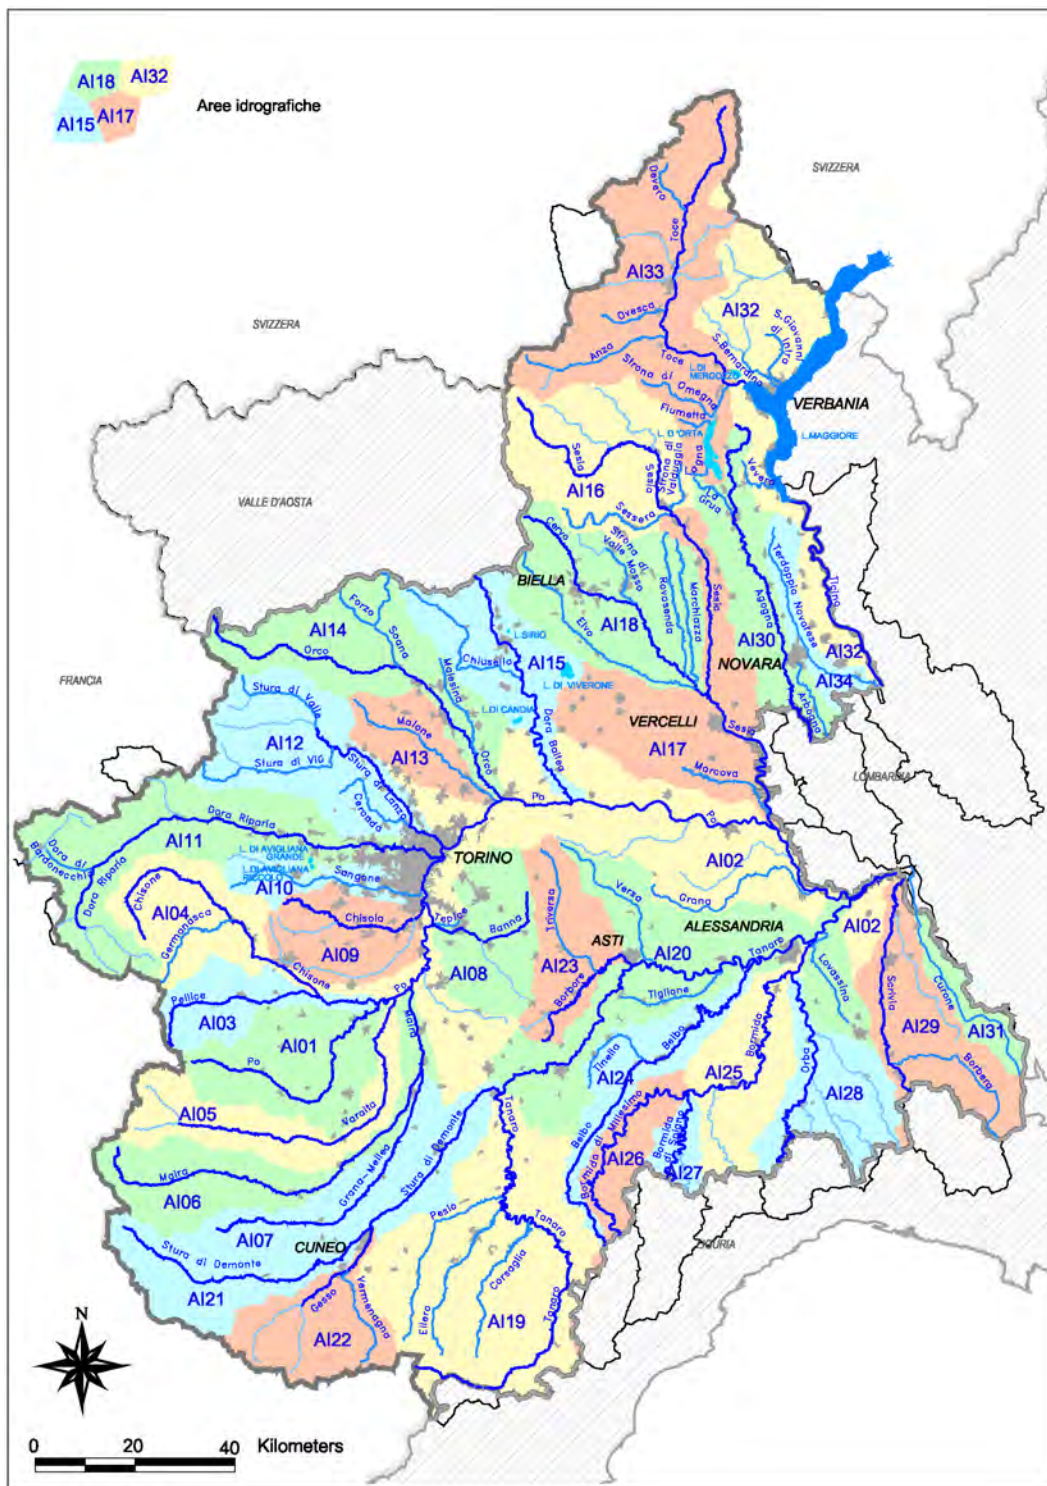 AI18
AI32
AI15
AI17
Aree idrografiche
SVIZZERA
Devero
Toce
AI33
AI32
SVIZZERA
Ovesca
S.Giovanni
di Intra
S.Bernardino
Anza
Toce
L.DI
MERGOZZO
Strona di Omegna
VERBANIA
Fiumetta
L. D'ORTA
L.MAGGIORE
Sesia
Sesia
Strona di
Valduggia
Lagna
Vevera
AI16
La
Grua
VALLE D'AOSTA
Sessera
Cervo
Strona di
Valle Mosso
BIELLA
Ravasenda
Marchiazza
Sesia
Agogna
Terdoppio Novarese
Ticino
Forzo
Soana
AI14
Orco
Elvo
AI18
AI30
L.SIRIO
Chiusella
AI15
NOVARA
AI32
Malesina
L. DI VIVERONE
AI34
FRANCIA
Stura di Valle
L.DI CANDIA
VERCELLI
Arbogna
Malone
Dora Baltea
Sesia
AI12
AI13
AI17
Stura di Viù
Stura di Lanzo
Orco
Marcova
LOMBARDIA
Ceronda
Po
Dora Riparia
Po
AI11
L. DI AVIGLIANA
GRANDE
TORINO
AI02
Dora di
Bardonecchia
Dora Riparia
L.DI AVIGLIANA
PICCOLO
Sangone
AI10
Chisone
Versa
Grana
AI04
Chisola
Tepice
Banna
Triversa
ALESSANDRIA
AI02
Germanasca
AI09
ASTI
AI20
Tanaro
Chisone
AI08
AI23
Lovassina
Curone
Po
Borbore
Tiglione
Scrivia
Pellice
AI03
Maira
AI29
AI31
AI01
Belbo
Bormida
Orba
Borbera
Po
Tinella
AI24
AI25
AI28
AI05
Varaita
Belbo
Bormida di Millesimo
Bormida
di Spigno
Tanaro
Stura di Demonte
Maira
Grana-Mellea
AI26
AI27
AI06
Pesio
AI07
CUNEO
Tanaro
LIGURIA
Stura di Demonte
Corsaglia
AI21
Gesso
Vermenagna
Ellero
Tanaro
AI22
AI19
N
0
20
40
Kilometers